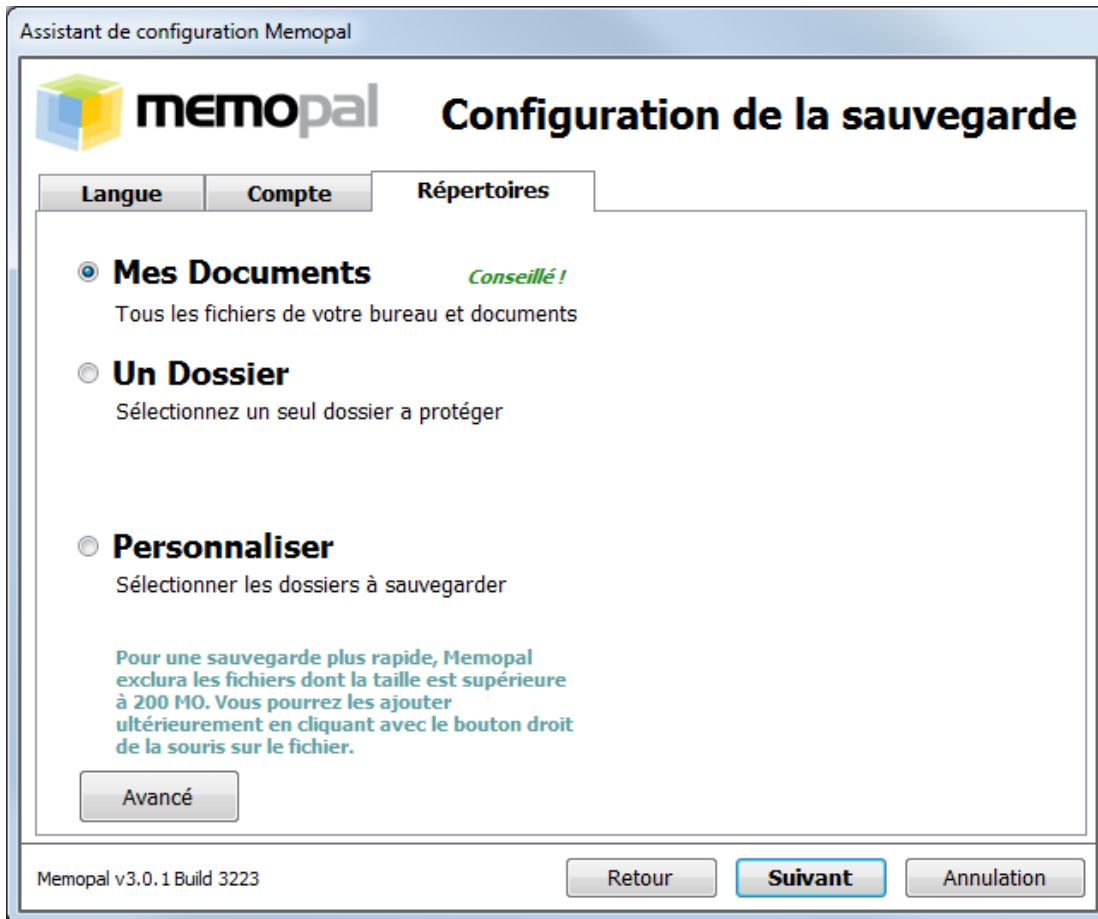 Assistant de configuration Memopal
memopal
Configuration de la sauvegarde
Langue
Compte
Répertoires
Mes Documents
Conseillé !
Tous les fichiers de votre bureau et documents
Un Dossier
Sélectionnez un seul dossier a protéger
Personnaliser
Sélectionner les dossiers à sauvegarder
Pour une sauvegarde plus rapide, Memopal
exclura les fichiers dont la taille est supérieure
à 200 MO. Vous pourrez les ajouter
ultérieurement en cliquant avec le bouton droit
de la souris sur le fichier.
Avancé
Memopal v3.0.1 Build 3223
Retour
Suivant
Annulation